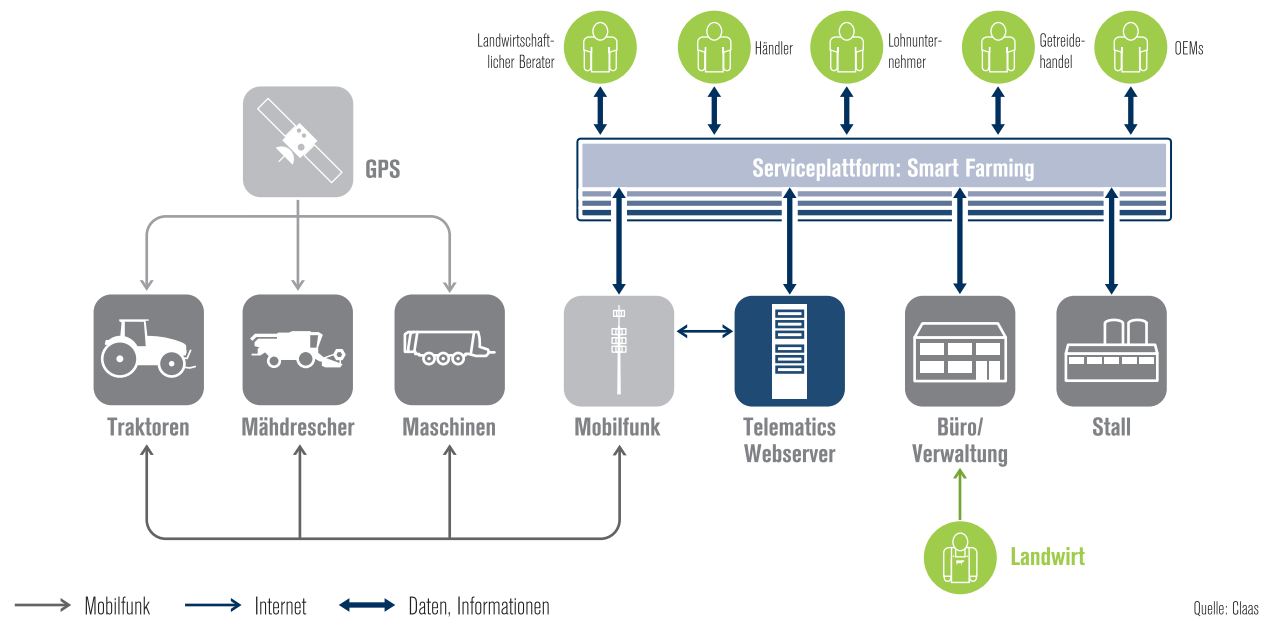 Landwirtschaft-
licher Berater
Händler
Lohnunter-
nehmer
Getreide-
handel
OEMs
GPS
Serviceplattform: Smart Farming
Traktoren
Mähdrescher
Maschinen
Mobilfunk
Telematics
Webserver
Büro/
Verwaltung
Stall
Landwirt
Mobilfunk
Internet
Daten, Informationen
Quelle: Claas